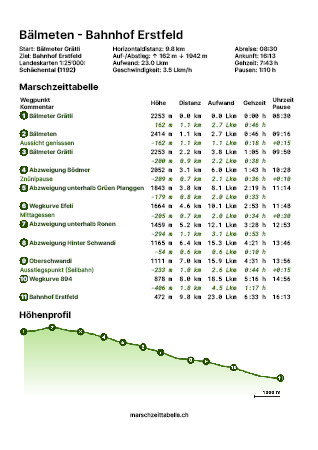 Bälmeten - Bahnhof Erstfeld
Start: Bälmeter Grätli Horizontaldistanz: 9.8 km Abreise: 08:30
Ziel: Bahnhof Erstfeld Auf-/Abstieg: ↑ 162 m ↓ 1942 m Ankunft: 16:13
Landeskarten 1:25'000: Aufwand: 23.0 Lkm Gehzeit: 7:43 h
Schächental (1192) Geschwindigkeit: 3.5 Lkm/h Pausen: 1:10 h
Marschzeittabelle
Wegpunkt Höhe Distanz Aufwand Gehzeit Uhrzeit
Kommentar Pause
1 Bälmeter Grätli 2253 m 0.0 km 0.0 Lkm 0:00 h 08:30
162 m 1.1 km 2.7 Lkm 0:46 h
2 Bälmeten 2414 m 1.1 km 2.7 Lkm 0:46 h 09:16
Aussicht geniessen -162 m 1.1 km 1.1 Lkm 0:18 h +0:15
3 Bälmeter Grätli 2253 m 2.2 km 3.8 Lkm 1:05 h 09:50
-200 m 0.9 km 2.2 Lkm 0:38 h
4 Abzweigung Bödmer 2052 m 3.1 km 6.0 Lkm 1:43 h 10:28
Znünipause -209 m 0.7 km 2.1 Lkm 0:36 h +0:10
5 Abzweigung unterhalb Grüen Planggen 1843 m 3.8 km 8.1 Lkm 2:19 h 11:14
-179 m 0.8 km 2.0 Lkm 0:33 h
6 Wegkurve Efeli 1664 m 4.6 km 10.1 Lkm 2:53 h 11:48
Mittagessen -205 m 0.7 km 2.0 Lkm 0:34 h +0:30
7 Abzweigung unterhalb Ronen 1459 m 5.2 km 12.1 Lkm 3:28 h 12:53
-294 m 1.1 km 3.1 Lkm 0:53 h
8 Abzweigung Hinter Schwandi 1165 m 6.4 km 15.3 Lkm 4:21 h 13:46
-54 m 0.6 km 0.6 Lkm 0:10 h
9 Oberschwandi 1111 m 7.0 km 15.9 Lkm 4:31 h 13:56
Ausstiegspunkt (Seilbahn) -233 m 1.0 km 2.6 Lkm 0:44 h +0:15
10 Wegkurve 894 878 m 8.0 km 18.5 Lkm 5:16 h 14:56
-406 m 1.8 km 4.5 Lkm 1:17 h
11 Bahnhof Erstfeld 472 m 9.8 km 23.0 Lkm 6:33 h 16:13
Höhenprofil
1000 m
marschzeittabelle.ch